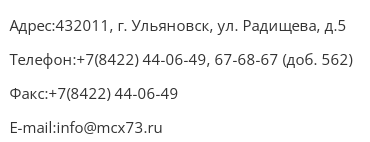 Адрес:432011, г. Ульяновск, ул. Радищева, д.5
Телефон:+7(8422) 44-06-49, 67-68-67 (доб. 562)
Факс:+7(8422) 44-06-49
E-mail:info@mcx73.ru